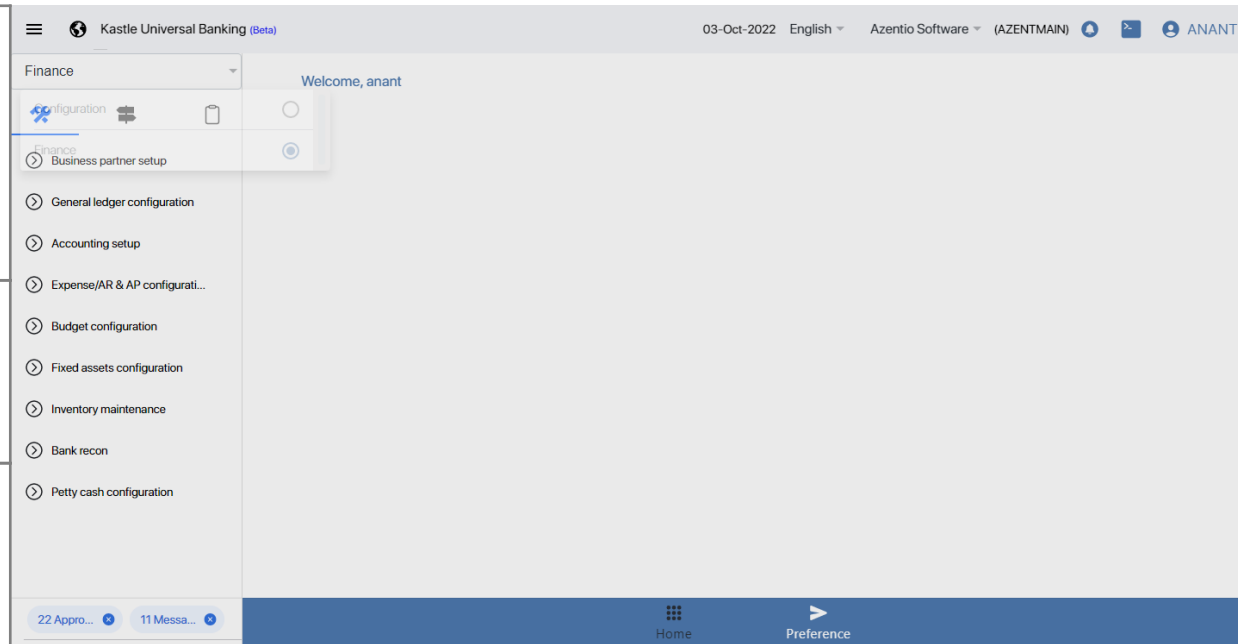 Kastle Universal Banking (Beta) 03-Oct-2022 English Azentio Software (AZENTMAIN) ANANT
Finance
Welcome, anant
Configuration
Finance
Business partner setup
General ledger configuration
Accounting setup
Expense/AR & AP configurati...
Budget configuration
Fixed assets configuration
Inventory maintenance
Bank recon
Petty cash configuration
22 Appro... 11 Messa...
Home Preference